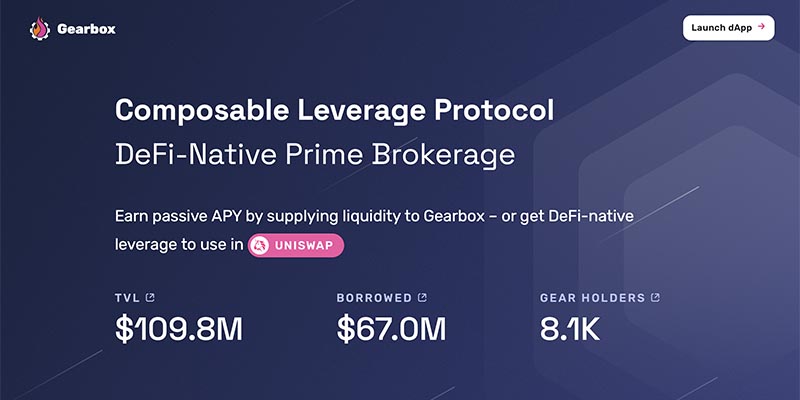 Gearbox
Launch dApp
Composable Leverage Protocol
DeFi-Native Prime Brokerage
Earn passive APY by supplying liquidity to Gearbox – or get DeFi-native
leverage to use in UNISWAP
TVL BORROWED GEAR HOLDERS
$109.8M $67.0M 8.1K